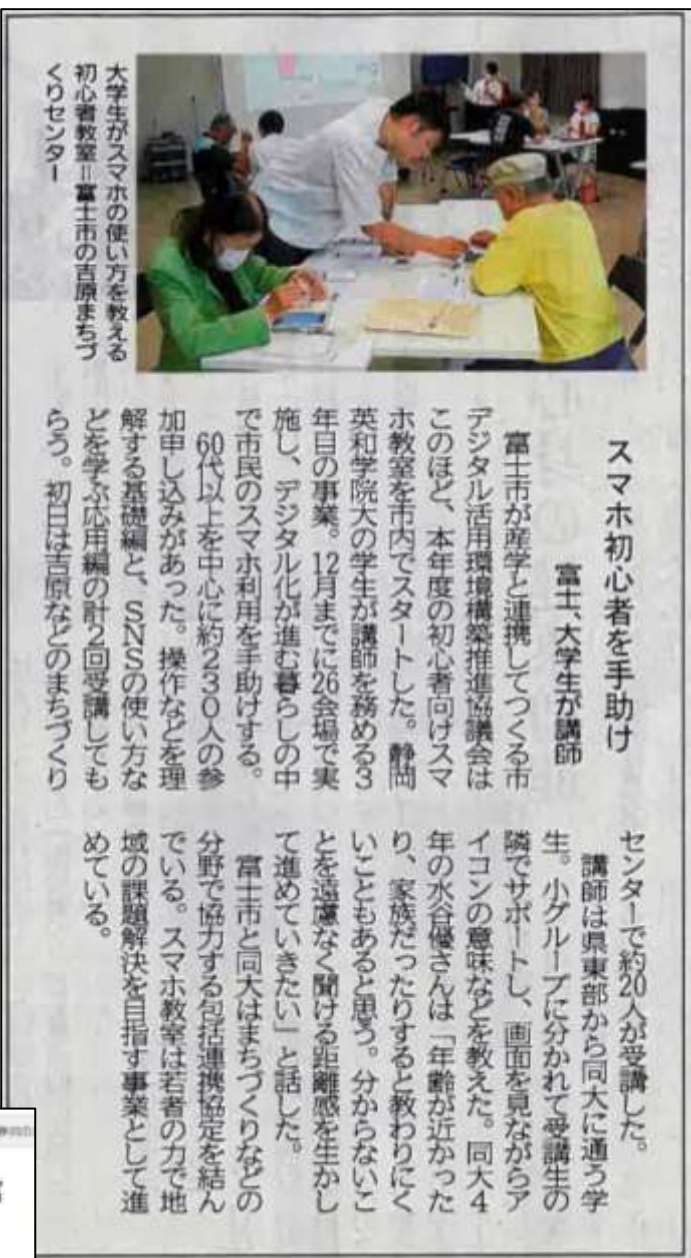 大学生がスマホの使い方を教える
初心者教室＝富士市の吉原まちづ
くりセンター
スマホ初心者を手助け
富士、大学生が講師
富士市が産学と連携してつくる市
デジタル活用環境構築推進協議会は
このほど、本年度の初心者向けスマ
ホ教室を市内でスタートした。静岡
英和学院大の学生が講師を務める3
年目の事業。12月までに26会場で実
施し、デジタル化が進む暮らしの中
で市民のスマホ利用を手助けする。
60代以上を中心に約230人の参
加申し込みがあった。操作などを理
解する基礎編と、SNSの使い方な
どを学ぶ応用編の計2回受講しても
らう。初日は吉原などのまちづくり
センターで約20人が受講した。
講師は県東部から同大に通う学
生。小グループに分かれて受講生の
隣でサポートし、画面を見ながらア
イコンの意味などを教えた。同大4
年の水谷優さんは「年齢が近かった
り、家族だったりすると教わりにく
いこともあると思う。分からないこ
とを遠慮なく聞ける距離感を生かし
て進めていきたい」と話した。
富士市と同大はまちづくりなどの
分野で協力する包括連携協定を結ん
でいる。スマホ教室は若者の力で地
域の課題解決を目指す事業として進
めている。